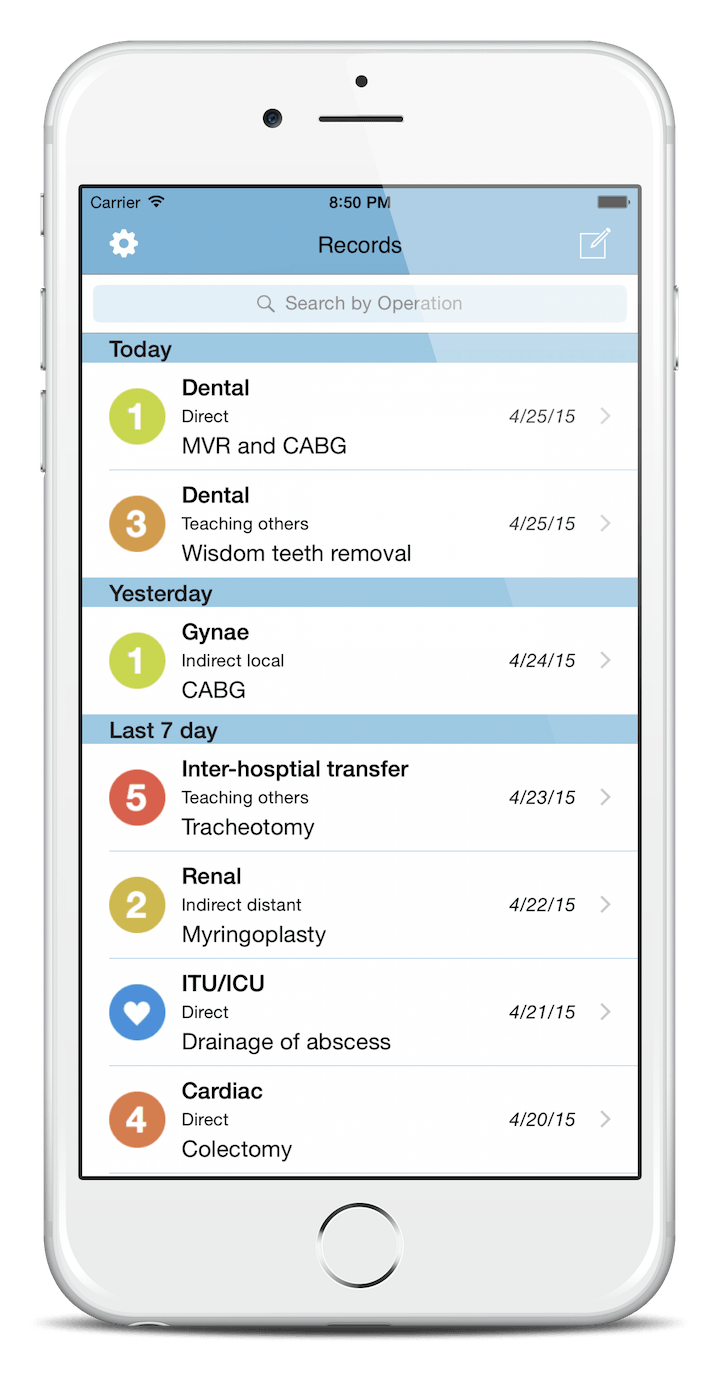 Carrier 8:50 PM
Records
Search by Operation
Today
1
Dental
Direct 4/25/15
MVR and CABG
3
Dental
Teaching others 4/25/15
Wisdom teeth removal
Yesterday
1
Gynae
Indirect local 4/24/15
CABG
Last 7 day
5
Inter-hosptial transfer
Teaching others 4/23/15
Tracheotomy
2
Renal
Indirect distant 4/22/15
Myringoplasty
ITU/ICU
Direct 4/21/15
Drainage of abscess
4
Cardiac
Direct 4/20/15
Colectomy